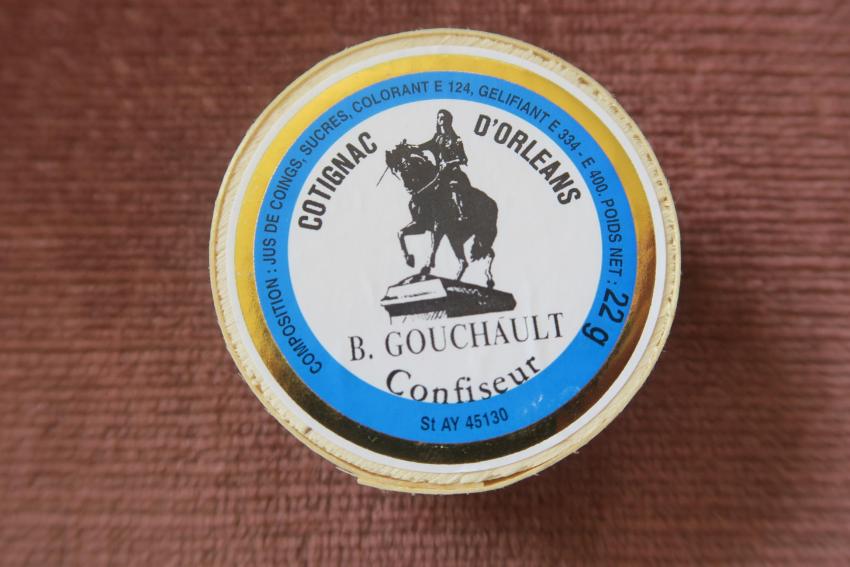 COMPOSITION : JUS DE COINGS, SUCRES, COLORANT E 124, GELIFIANT E 334 - E 400. POIDS NET : 22 g
COTIGNAC D'ORLEANS
B. GOUCHAULT
Confiseur
St AY 45130